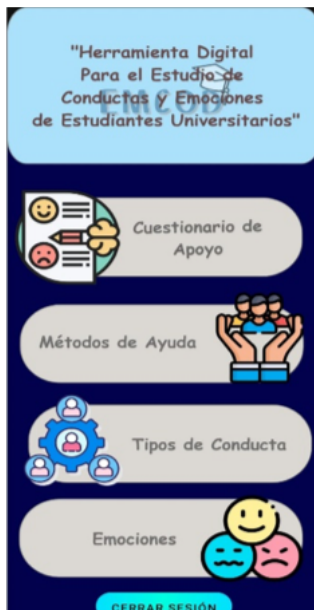 "Herramienta Digital
Para el Estudio de
EMCOD
Conductas y Emociones
de Estudiantes Universitarios"
Cuestionario de
Apoyo
Métodos de Ayuda
Tipos de Conducta
Emociones
CERRAR SESIÓN